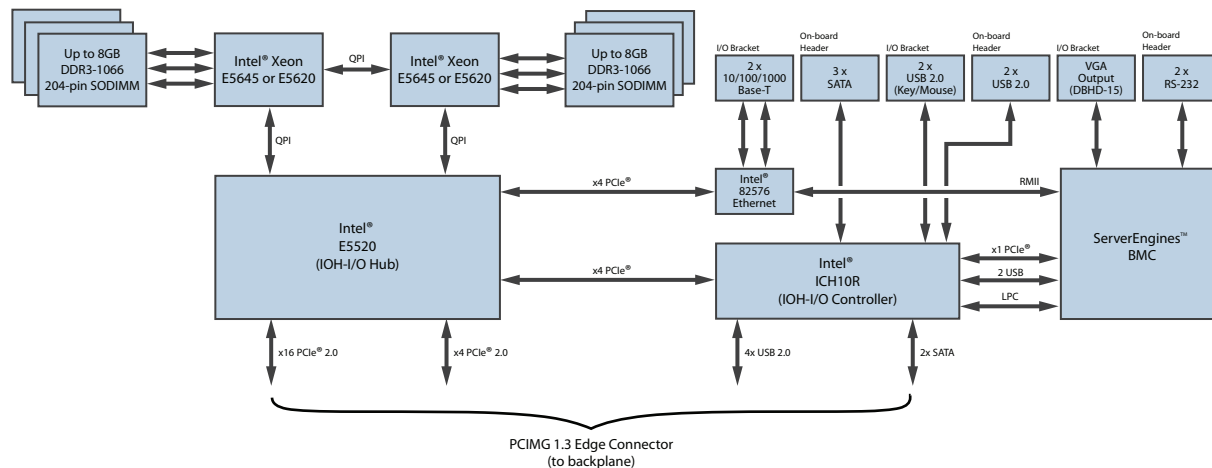 Up to 8GB
DDR3-1066
204-pin SODIMM
Intel® Xeon
E5645 or E5620
QPI
Intel® Xeon
E5645 or E5620
Up to 8GB
DDR3-1066
204-pin SODIMM
I/O Bracket
2 x
10/100/1000
Base-T
On-board
Header
3 x
SATA
I/O Bracket
2 x
USB 2.0
(Key/Mouse)
On-board
Header
2 x
USB 2.0
I/O Bracket
VGA
Output
(DBHD-15)
On-board
Header
2 x
RS-232
QPI
QPI
Intel®
E5520
(IOH-I/O Hub)
x4 PCIe®
Intel®
82576
Ethernet
RMII
ServerEngines™
BMC
x4 PCIe®
Intel®
ICH10R
(IOH-I/O Controller)
x1 PCIe®
2 USB
LPC
x16 PCIe® 2.0
x4 PCIe® 2.0
4x USB 2.0
2x SATA
PCIMG 1.3 Edge Connector
(to backplane)